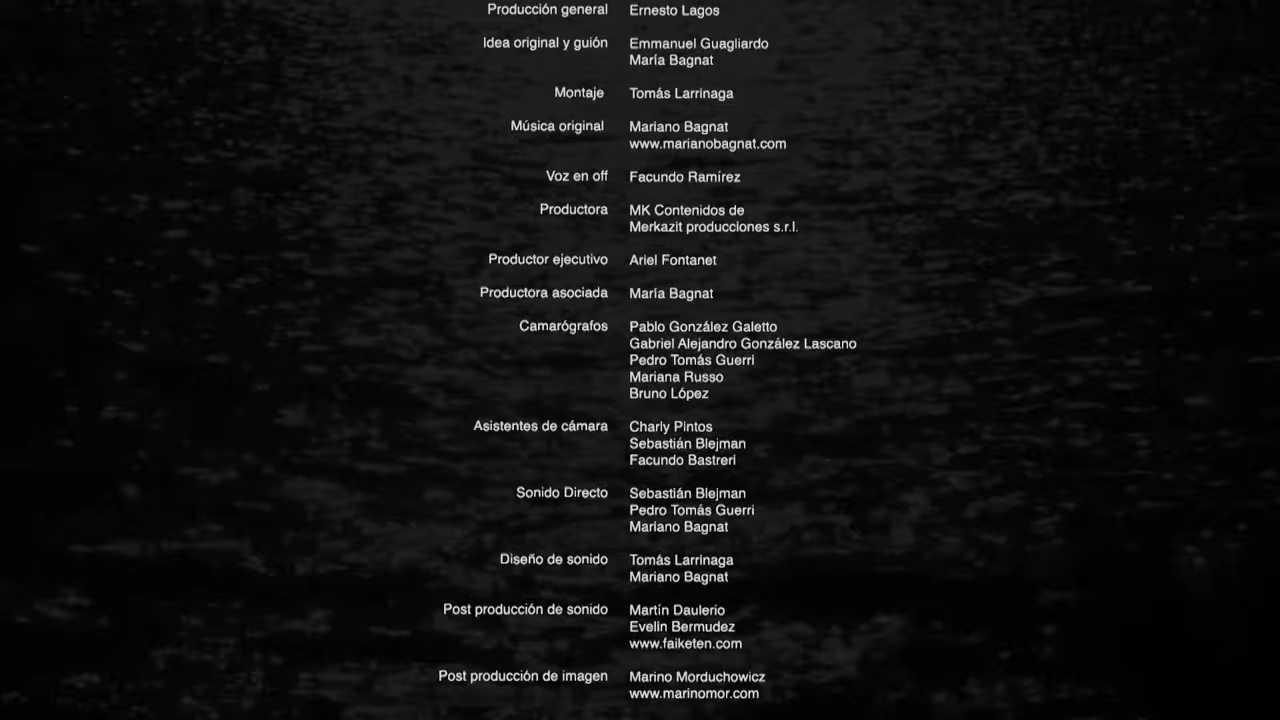 Producción general Ernesto Lagos
Idea original y guión Emmanuel Guagliardo
María Bagnat
Montaje Tomás Larrinaga
Música original Mariano Bagnat
www.marianobagnat.com
Voz en off Facundo Ramírez
Productora MK Contenidos de
Merkazit producciones s.r.l.
Productor ejecutivo Ariel Fontanet
Productora asociada María Bagnat
Camarógrafos Pablo González Galetto
Gabriel Alejandro González Lascano
Pedro Tomás Guerri
Mariana Russo
Bruno López
Asistentes de cámara Charly Pintos
Sebastián Blejman
Facundo Bastreri
Sonido Directo Sebastián Blejman
Pedro Tomás Guerri
Mariano Bagnat
Diseño de sonido Tomás Larrinaga
Mariano Bagnat
Post producción de sonido Martín Daulerio
Evelin Bermudez
www.faiketen.com
Post producción de imagen Marino Morduchowicz
www.marinomor.com